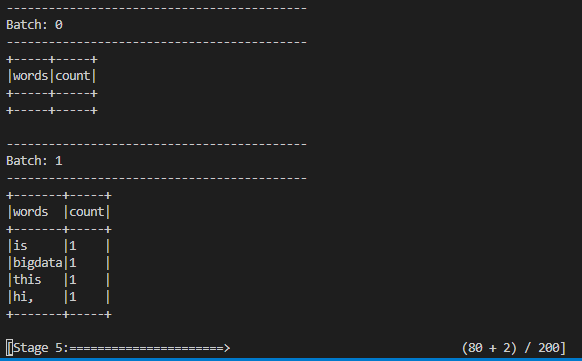 -------------------------------------------
Batch: 0
-------------------------------------------
+-----+-----+
|words|count|
+-----+-----+
+-----+-----+
-------------------------------------------
Batch: 1
-------------------------------------------
+-------+-----+
|words  |count|
+-------+-----+
|is     |1    |
|bigdata|1    |
|this   |1    |
|hi,    |1    |
+-------+-----+
[Stage 5:======================>                                 (80 + 2) / 200]